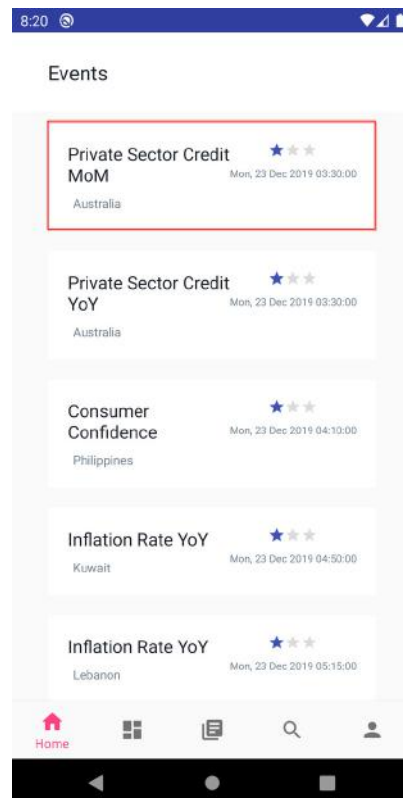 8:20
Events
Private Sector Credit
MoM
Mon, 23 Dec 2019 03:30:00
Australia
Private Sector Credit
YoY
Mon, 23 Dec 2019 03:30:00
Australia
Consumer
Confidence
Mon, 23 Dec 2019 04:10:00
Philippines
Inflation Rate YoY
Mon, 23 Dec 2019 04:50:00
Kuwait
Inflation Rate YoY
Mon, 23 Dec 2019 05:15:00
Lebanon
Home